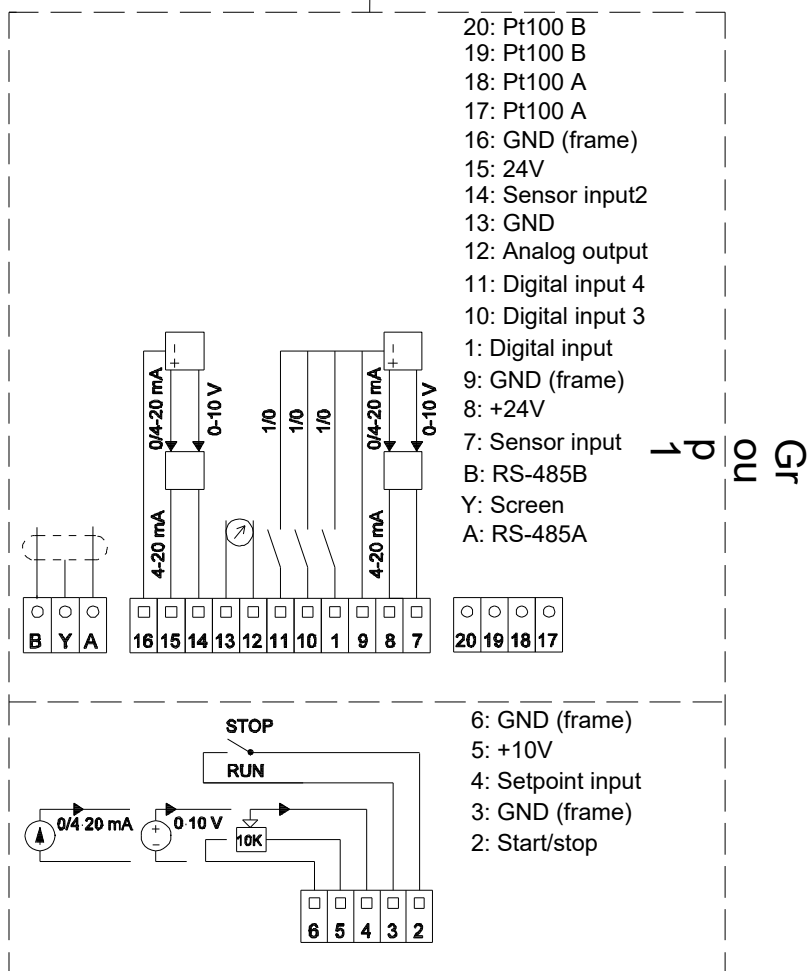 20: Pt100 B
19: Pt100 B
18: Pt100 A
17: Pt100 A
16: GND (frame)
15: 24V
14: Sensor input2
13: GND
12: Analog output
11: Digital input 4
10: Digital input 3
1: Digital input
9: GND (frame)
8: +24V
7: Sensor input
B: RS-485B
Y: Screen
A: RS-485A
Gr
ou
p 1
- +
0/4-20 mA
0-10 V
4-20 mA
1/0
1/0
1/0
- +
0/4-20 mA
0-10 V
4-20 mA
B Y A
16 15 14 13 12 11 10 1 9 8 7
20 19 18 17
STOP
RUN
0/4-20 mA
+ -
0-10 V
10K
6 5 4 3 2
6: GND (frame)
5: +10V
4: Setpoint input
3: GND (frame)
2: Start/stop